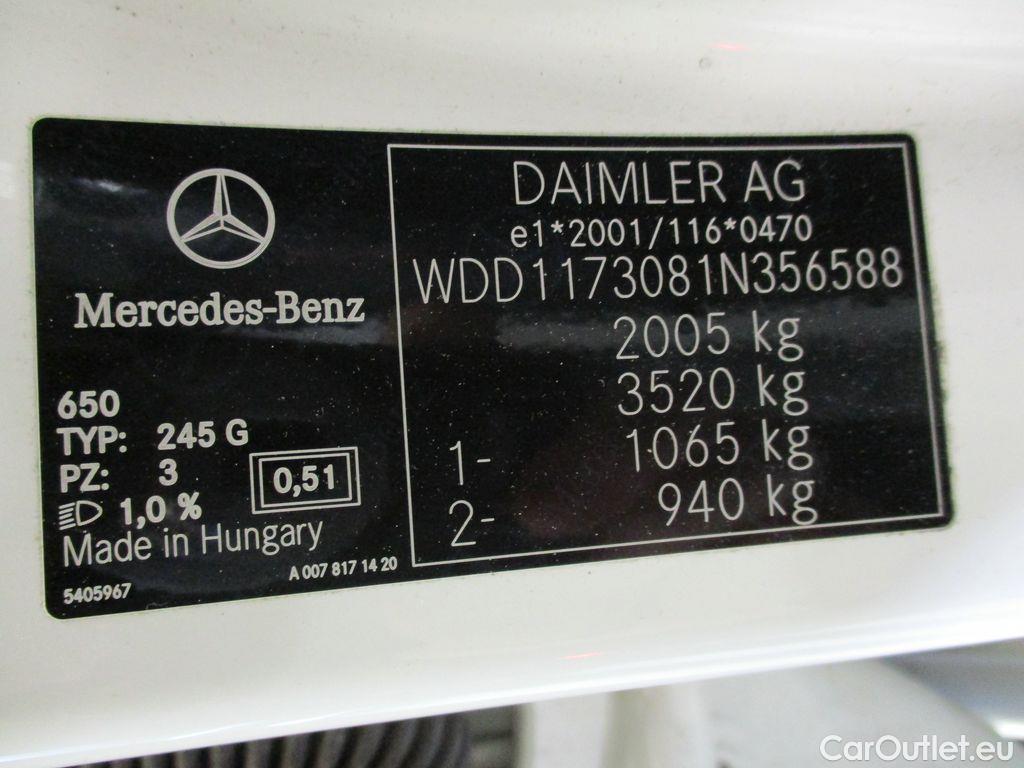 Mercedes-Benz
650
TYP: 245 G
PZ: 3
0,51
1,0 %
Made in Hungary
5405967
A 007 817 14 20
DAIMLER AG
e1*2001/116*0470
WDD1173081N356588
2005 kg
3520 kg
1- 1065 kg
2- 940 kg
CarOutlet.eu